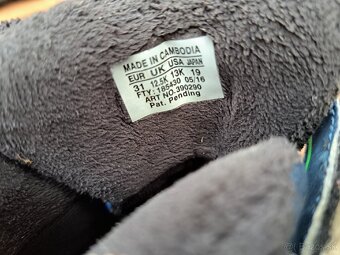 MADE IN CAMBODIA
EUR UK USA JAPAN
31 12.5K 13K 19
FTY: 185430 05/16
ART NO.390290
Pat. Pending